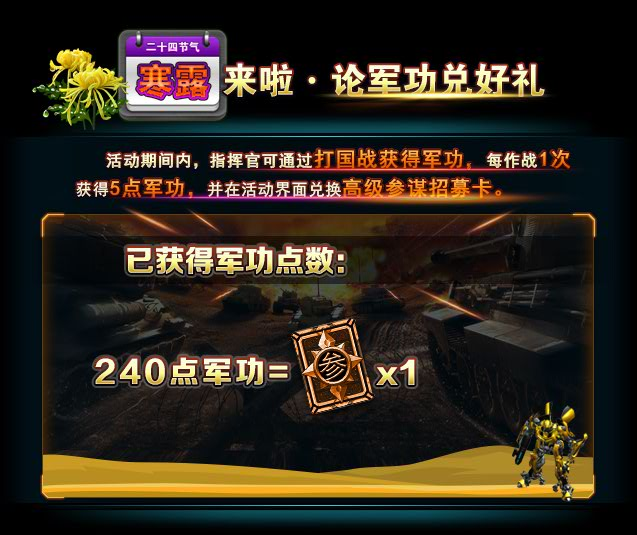 二十四节气
寒露来啦·论军功兑好礼
活动期间内，指挥官可通过打国战获得军功，每作战1次
获得5点军功，并在活动界面兑换高级参谋招募卡。
已获得军功点数:
240点军功=参x1